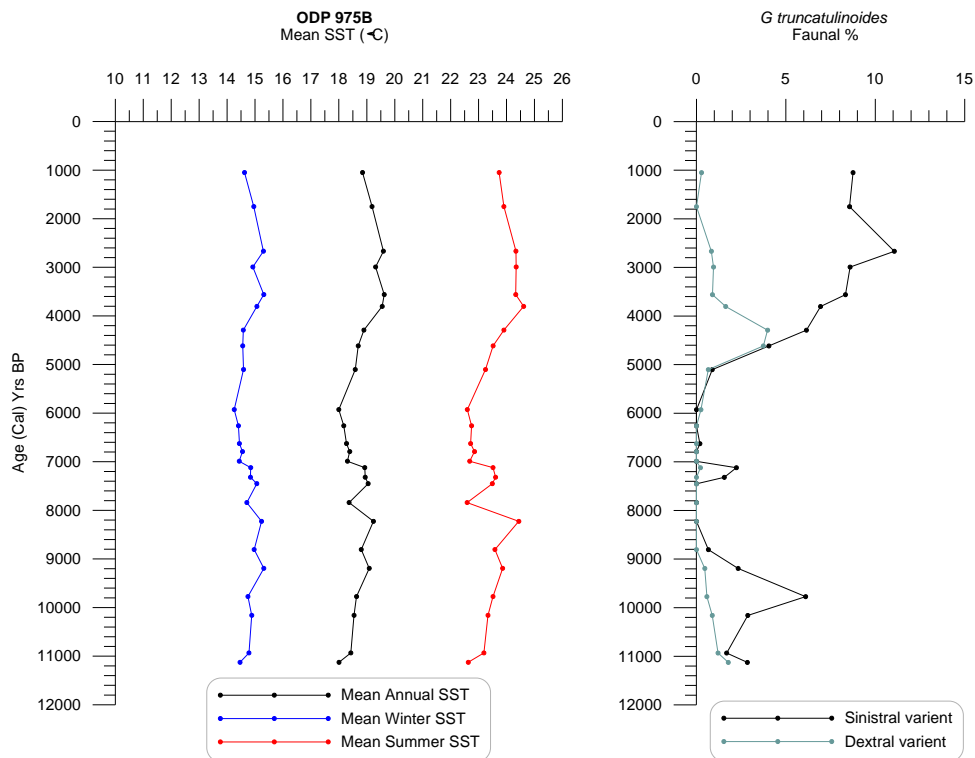 ODP 975B
Mean SST (°C)
G truncatulinoides
Faunal %
10 11 12 13 14 15 16 17 18 19 20 21 22 23 24 25 26
0 5 10 15
Age (Cal) Yrs BP
0
1000
2000
3000
4000
5000
6000
7000
8000
9000
10000
11000
12000
0
1000
2000
3000
4000
5000
6000
7000
8000
9000
10000
11000
12000
Mean Annual SST
Mean Winter SST
Mean Summer SST
Sinistral varient
Dextral varient